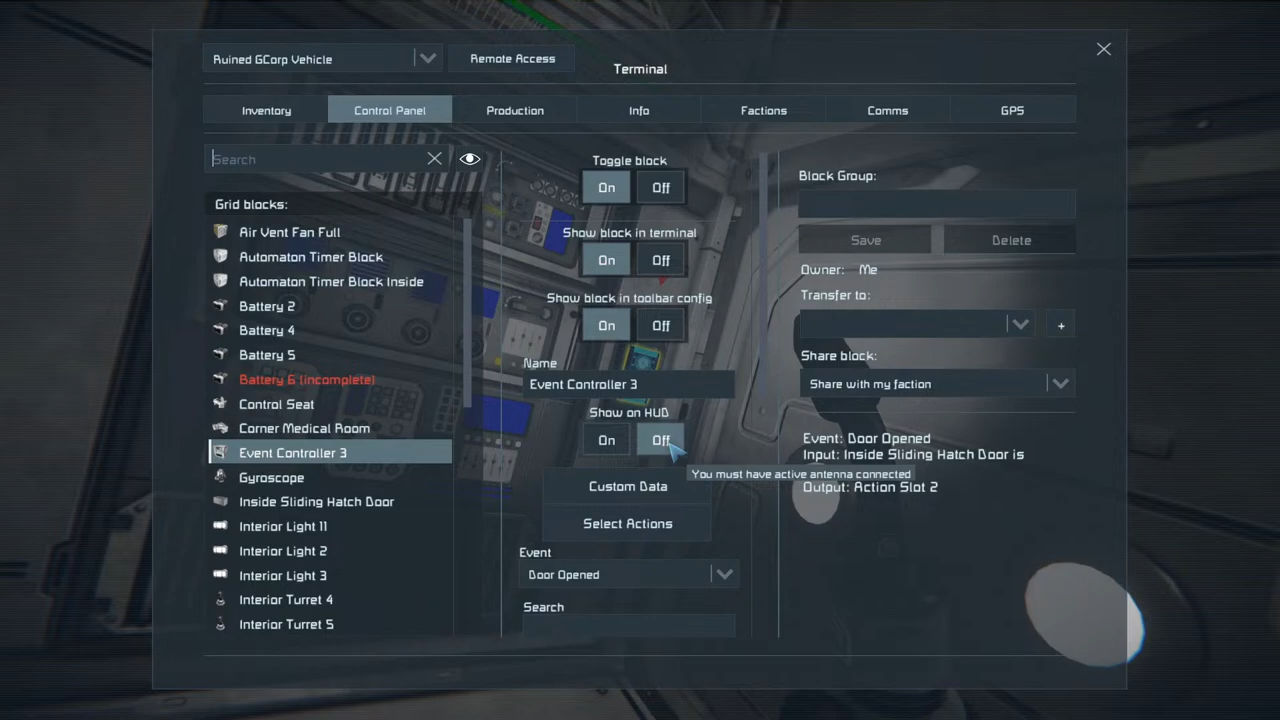 Ruined GCorp Vehicle
Remote Access
Terminal
Inventory
Control Panel
Production
Info
Factions
Comms
GPS
Search
Grid blocks:
Air Vent Fan Full
Automaton Timer Block
Automaton Timer Block Inside
Battery 2
Battery 4
Battery 5
Battery 6 (Incomplete)
Control Seat
Corner Medical Room
Event Controller 3
Gyroscope
Inside Sliding Hatch Door
Interior Light 11
Interior Light 2
Interior Light 3
Interior Turret 4
Interior Turret 5
Toggle block
On Off
Show block in terminal
On Off
Show block in toolbar config
On Off
Name
Event Controller 3
Show on HUD
On Off
You must have active antenna connected
Custom Data
Select Actions
Event
Door Opened
Search
Block Group:
Save
Delete
Owner: Me
Transfer to:
+
Share block:
Share with my faction
Event: Door Opened
Input: Inside Sliding Hatch Door is
Output: Action Slot 2